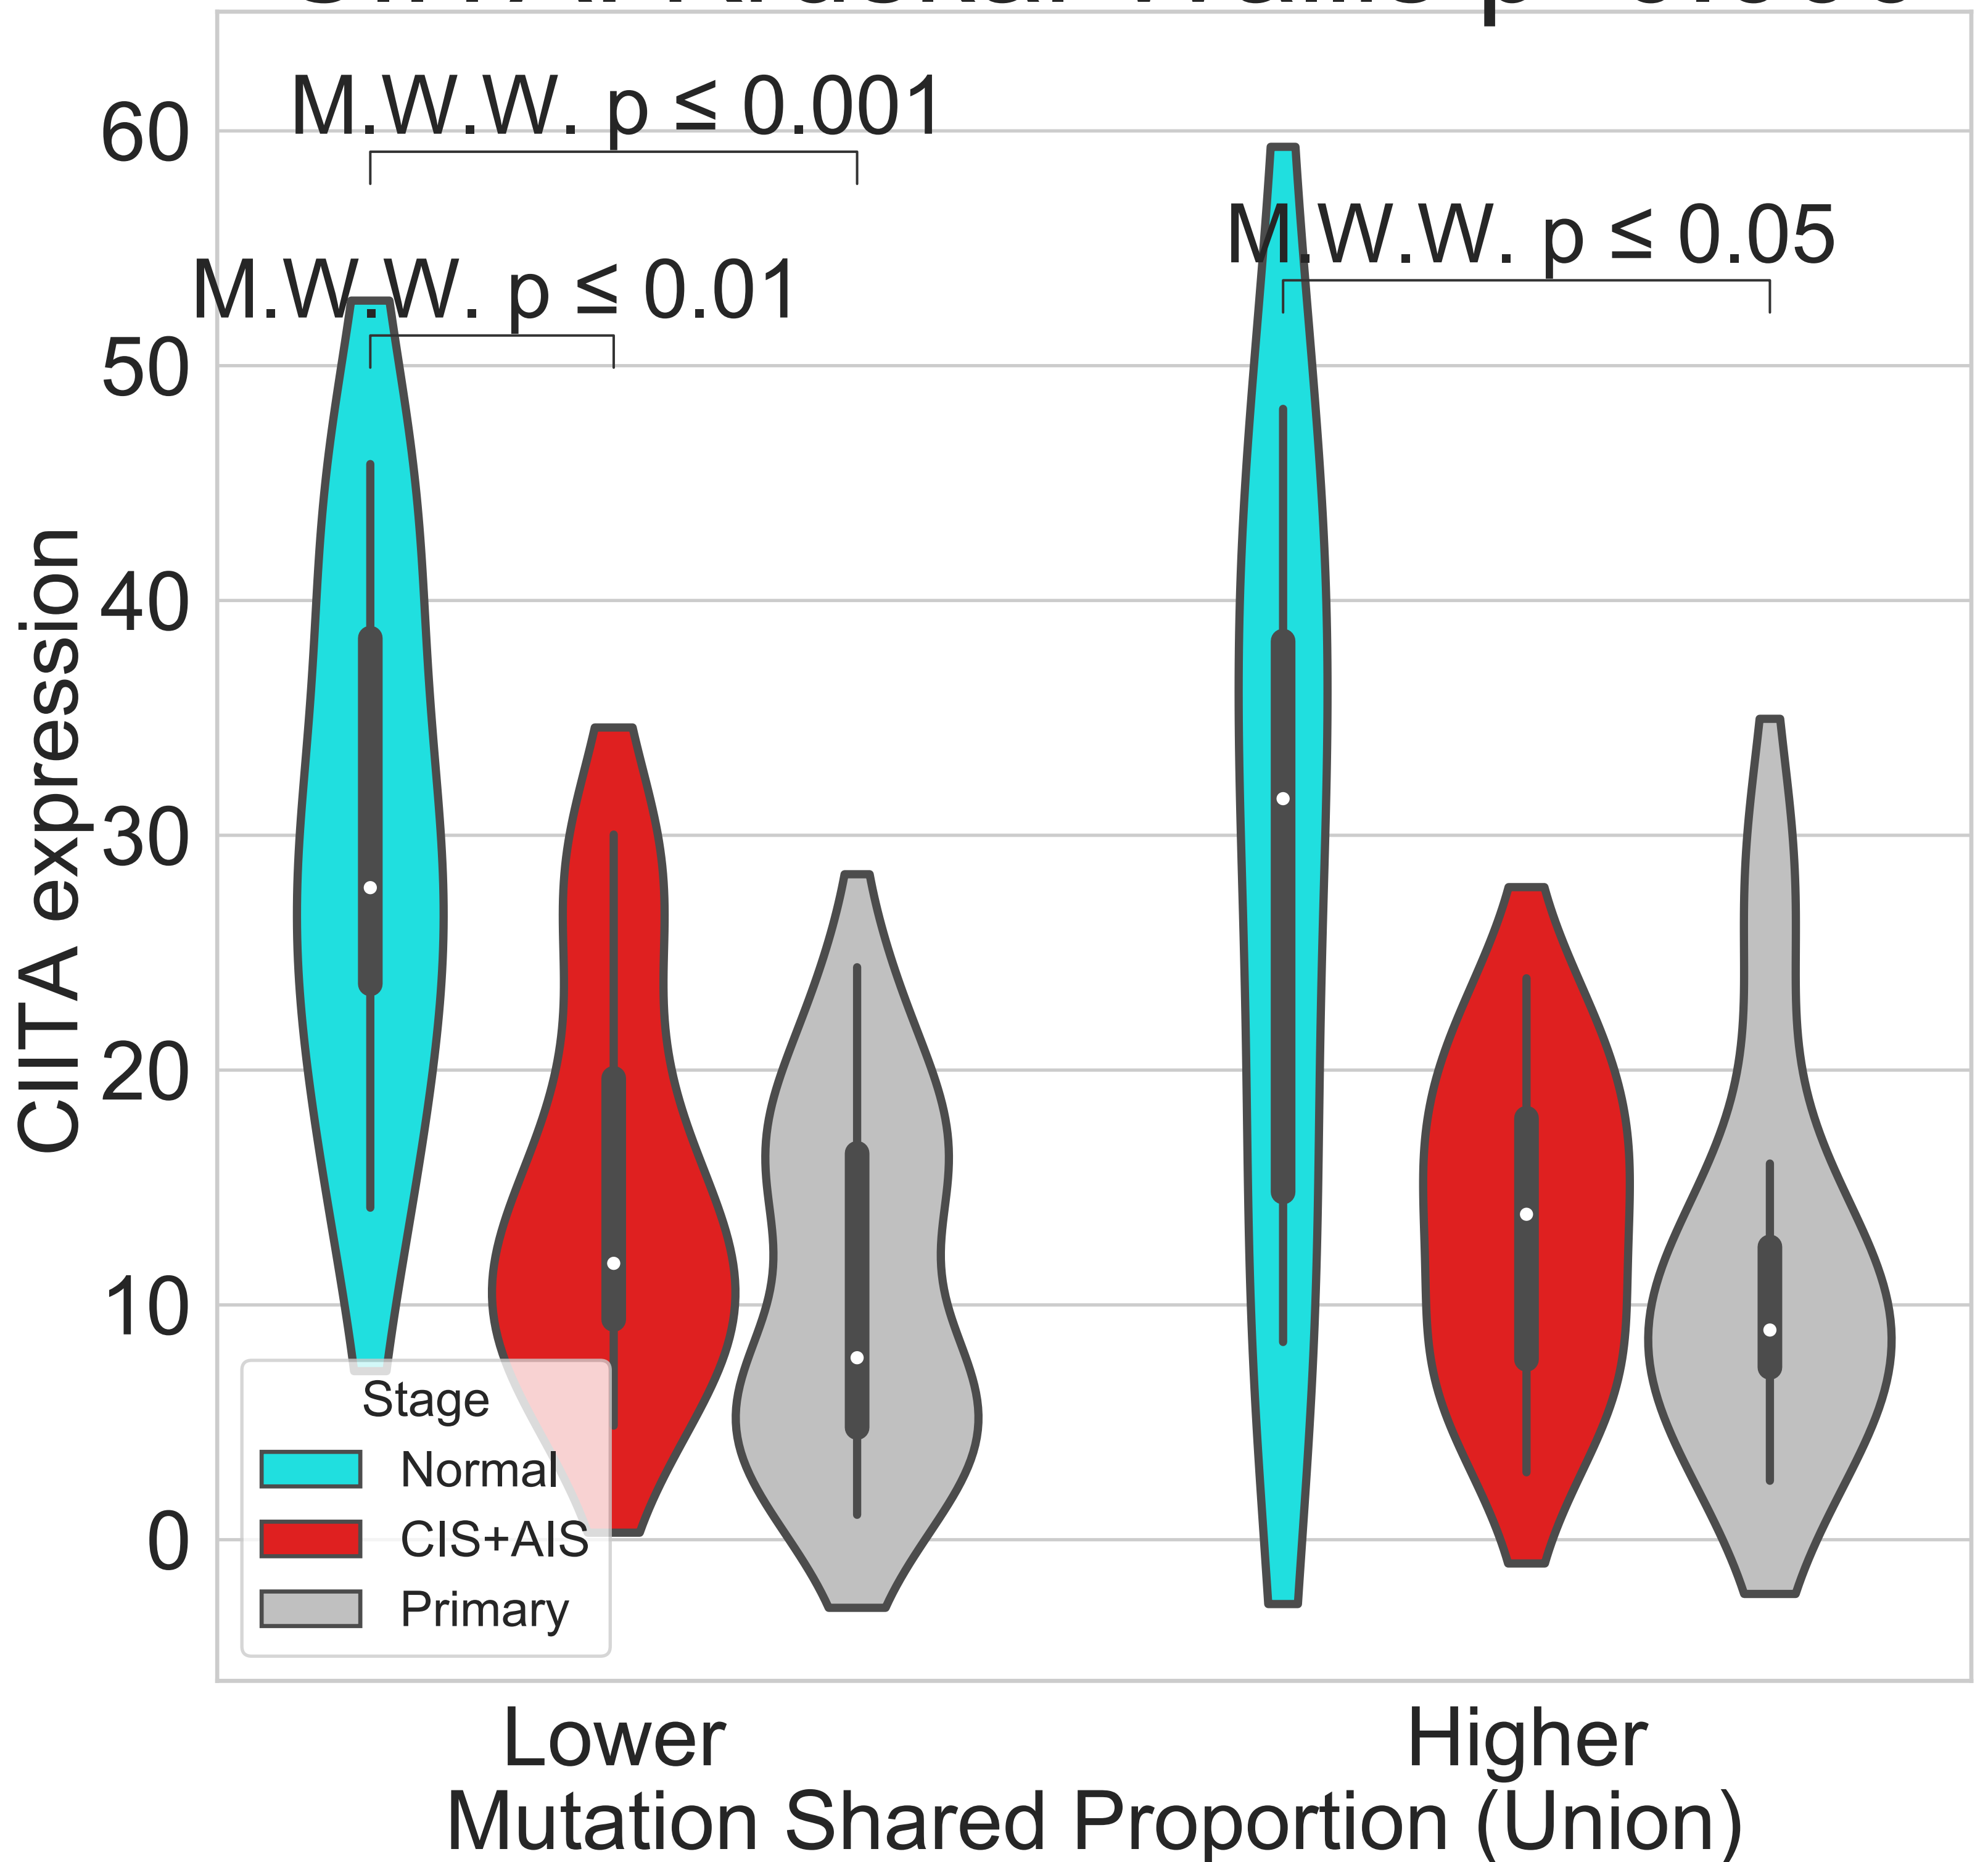 M.W.W. p ≤ 0.001
M.W.W. p ≤ 0.05
M.W.W. p ≤ 0.01
60
50
40
30
20
10
0
CIITA expression
Stage
Normal
CIS+AIS
Primary
Lower
Higher
Mutation Shared Proportion (Union)